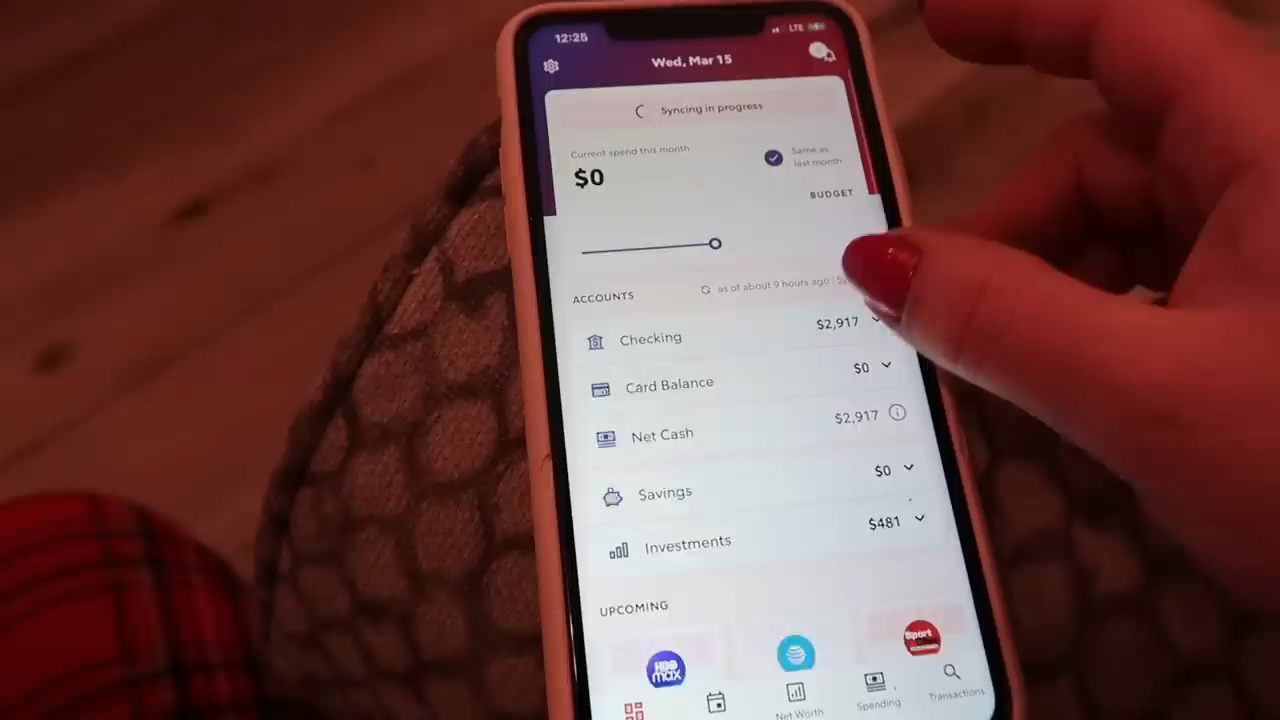 12:25
LTE
Wed, Mar 15
Syncing in progress
Current spend this month
$0
Same as
last month
BUDGET
ACCOUNTS
as of about 9 hours ago
Checking
$2,917
Card Balance
$0
Net Cash
$2,917
Savings
$0
Investments
$481
UPCOMING
HBO
max
Sport
Net Worth
Spending
Transactions